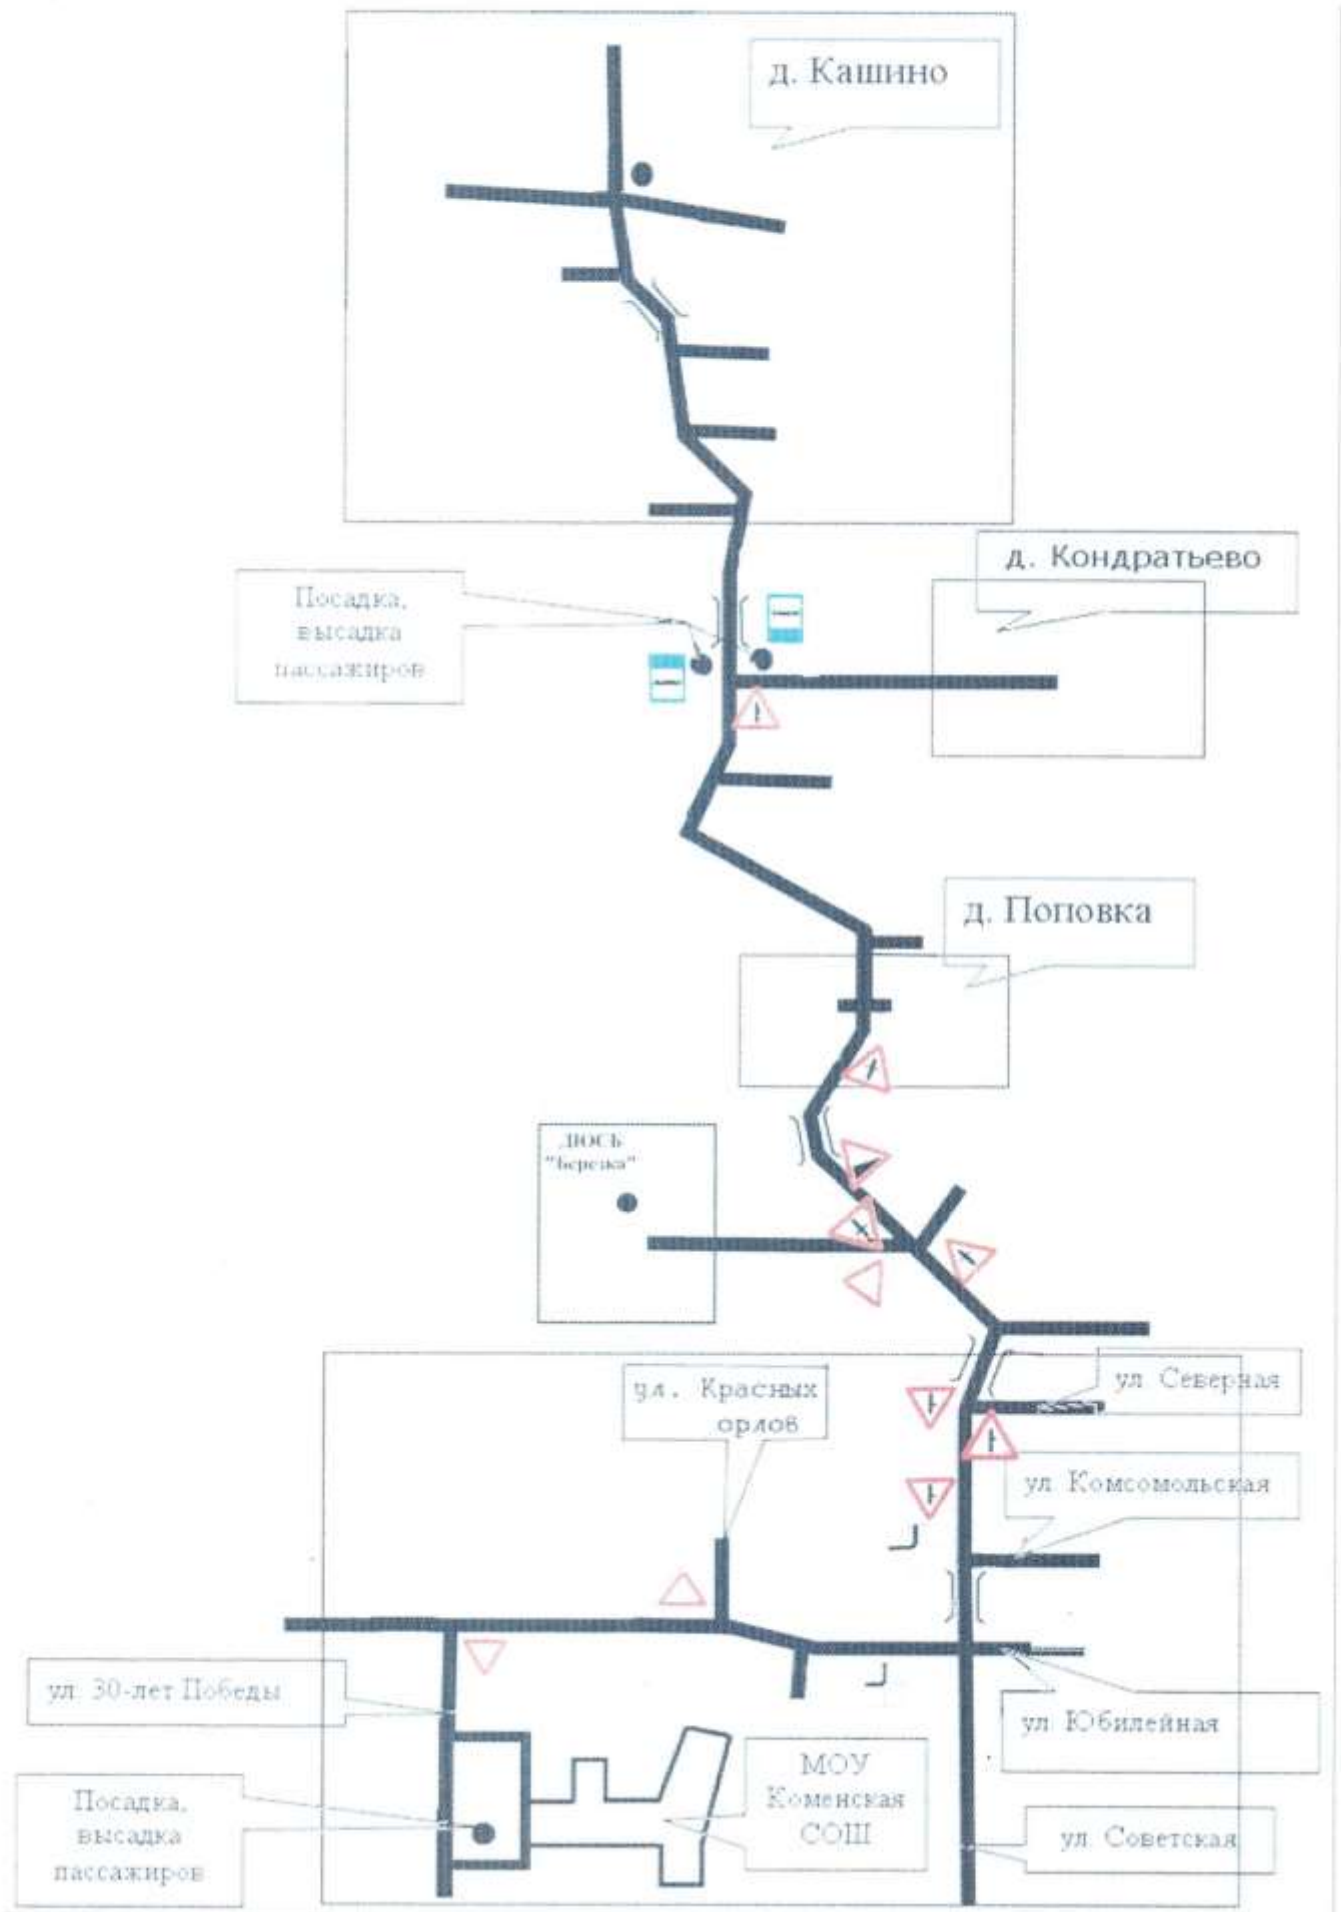 д. Кашино
д. Кондратьево
Посадка,
высадка
пассажиров
д. Поповка
ДЮСЬ
"Березка"
ул. Красных
орлов
ул Северная
ул Комсомольская
ул 30-лет Победы
ул Юбилейная
МОУ
Коменская
СОШ
Посадка,
высадка
пассажиров
ул Советская